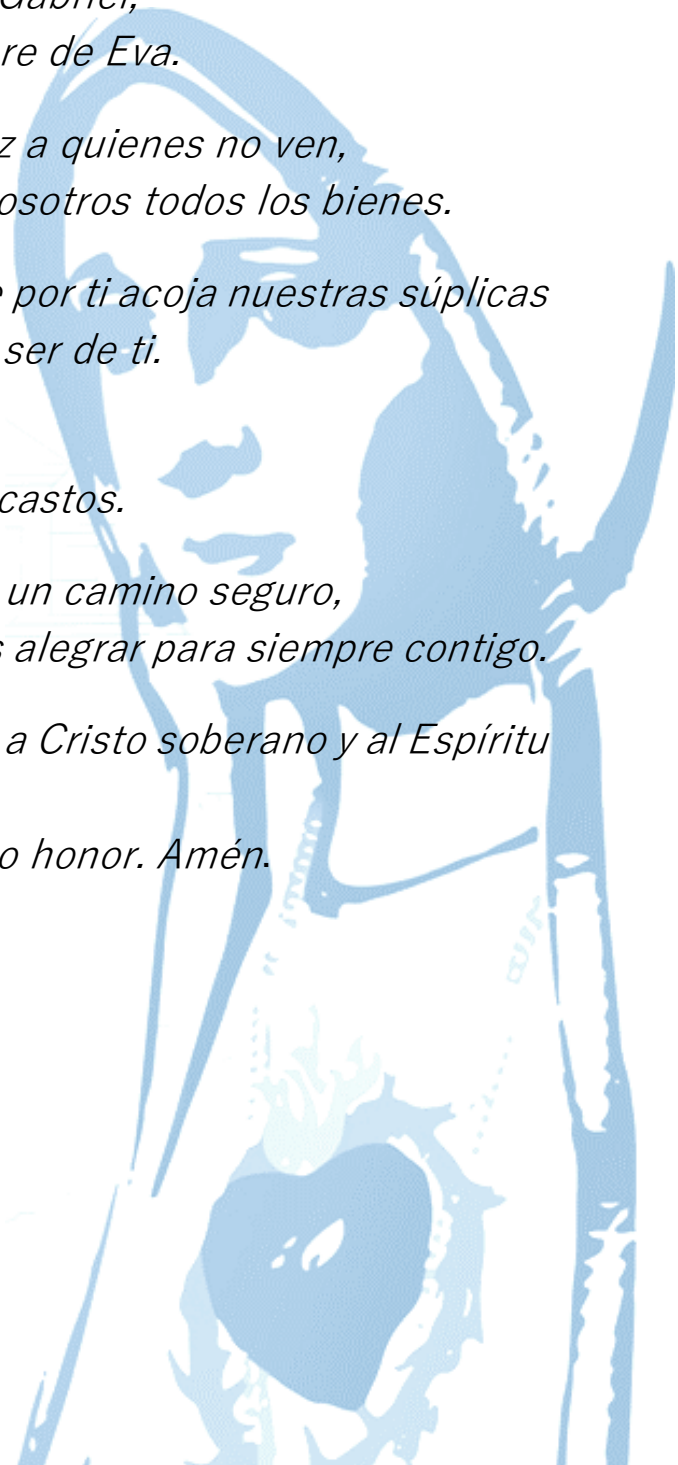 Gabriel,
re de Eva.
z a quienes no ven,
osotros todos los bienes.
e por ti acoja nuestras súplicas
ser de ti.
castos.
un camino seguro,
s alegrar para siempre contigo.
a Cristo soberano y al Espíritu
o honor. Amén.